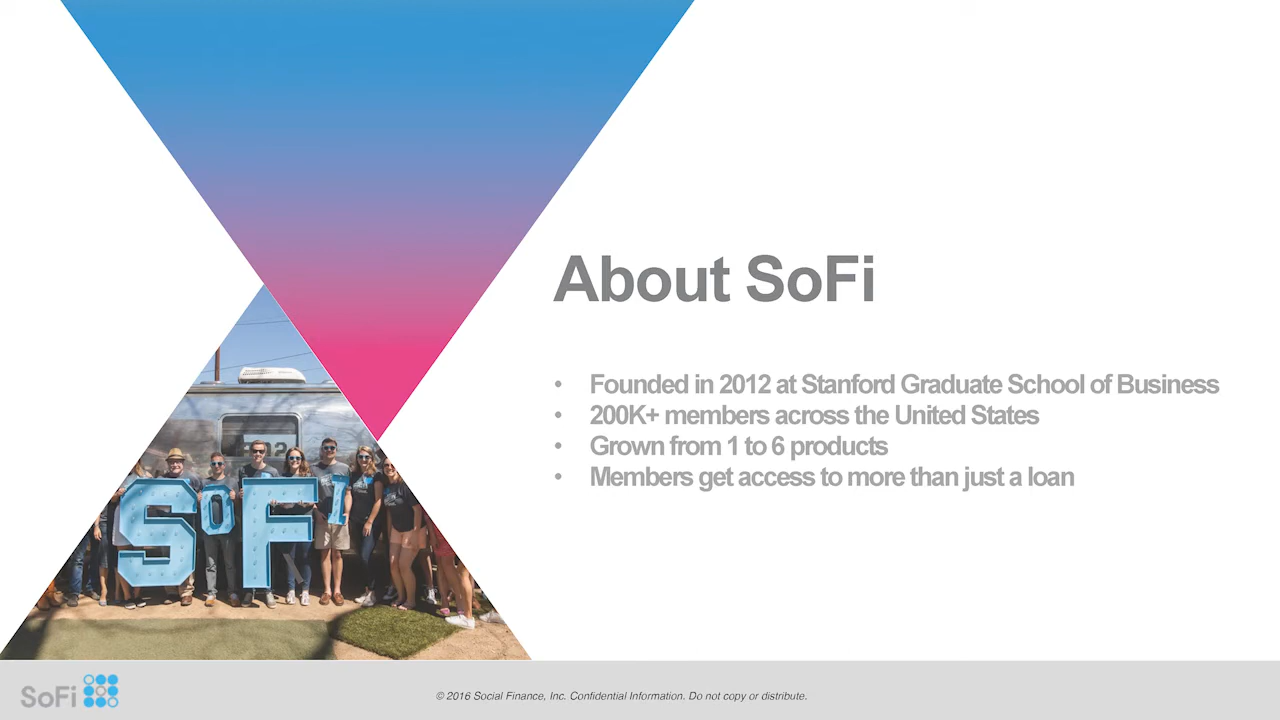 About SoFi
• Founded in 2012 at Stanford Graduate School of Business
• 200K+ members across the United States
• Grown from 1 to 6 products
• Members get access to more than just a loan
SoFi
SoFi
© 2016 Social Finance, Inc. Confidential Information. Do not copy or distribute.